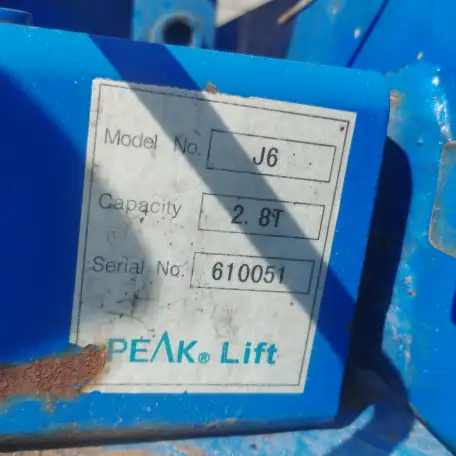 Model No. J6
Capacity 2.8T
Serial No. 610051
PEAK® Lift